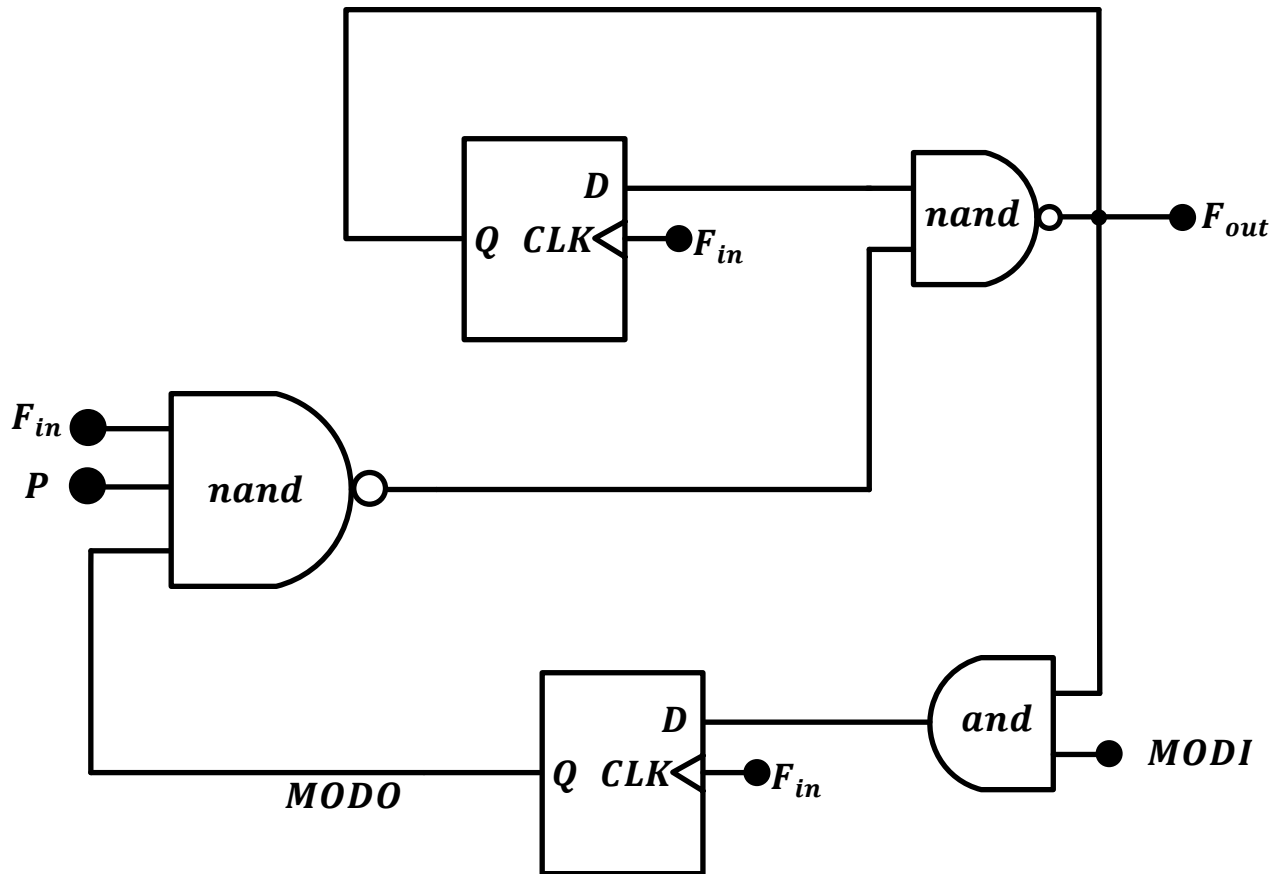 D
nand
Q CLK
F_in
F_out
F_in
P
nand
D
and
Q CLK
F_in
MODI
MODO